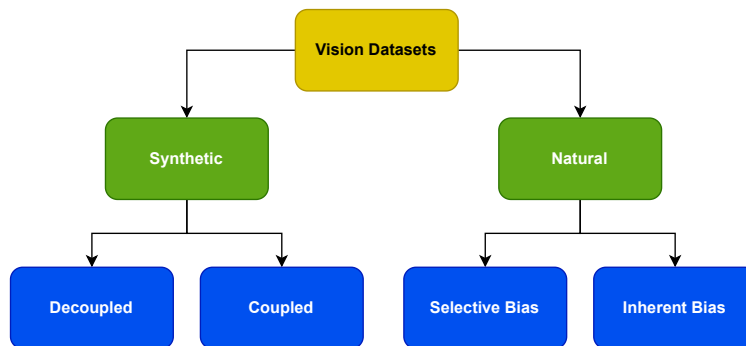 Vision Datasets
Synthetic
Natural
Decoupled
Coupled
Selective Bias
Inherent Bias